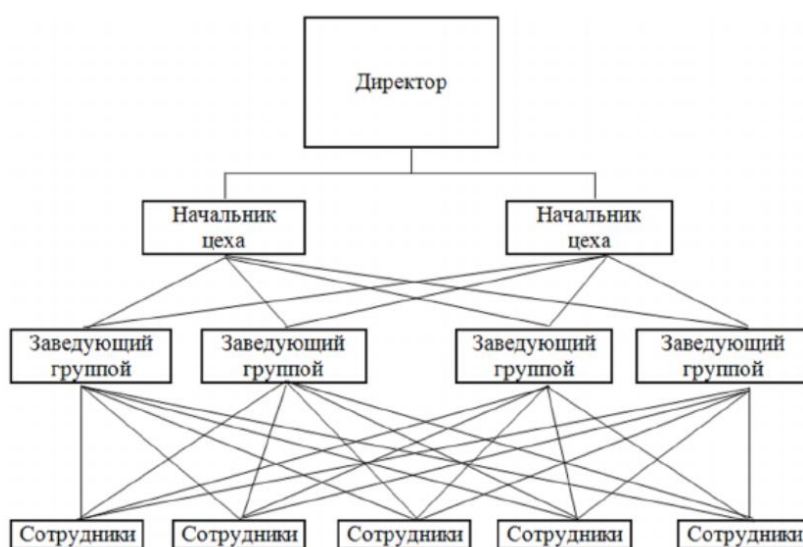 Директор
Начальник
цеха
Начальник
цеха
Заведующий
группой
Заведующий
группой
Заведующий
группой
Заведующий
группой
Сотрудники
Сотрудники
Сотрудники
Сотрудники
Сотрудники